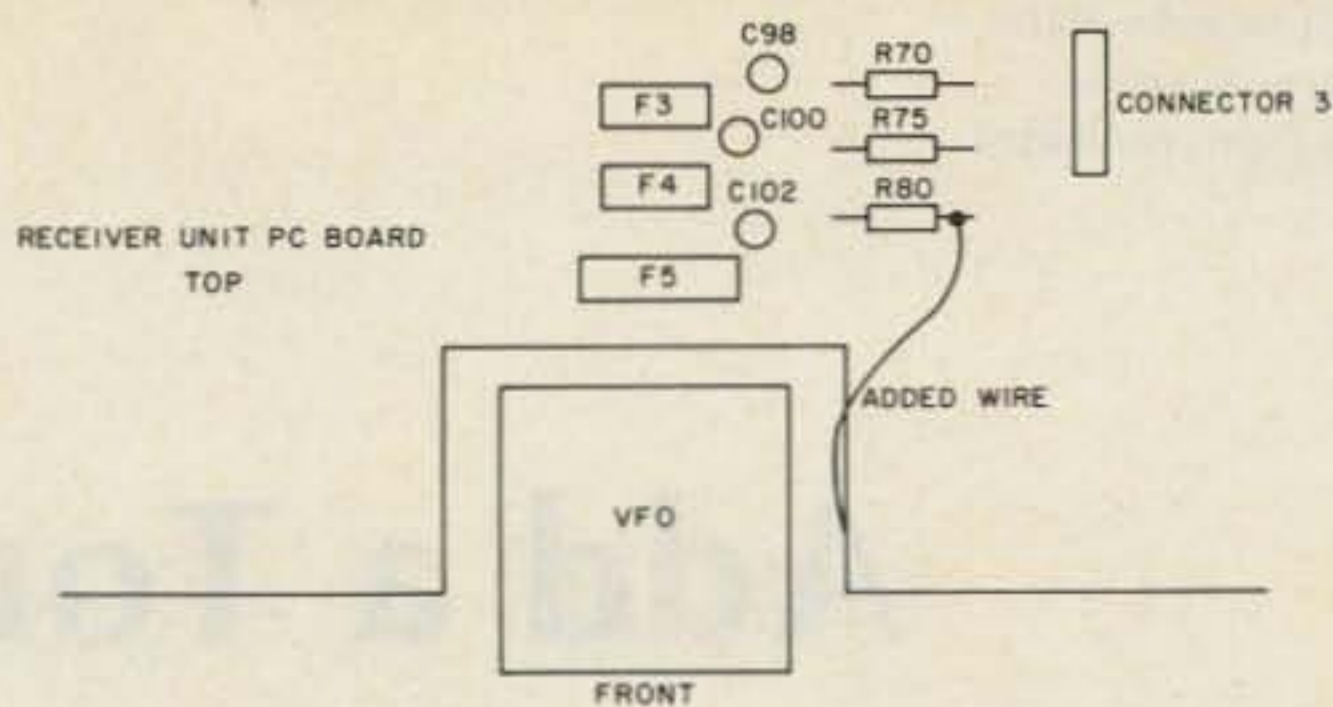 C98
R70
F3
C100
R75
CONNECTOR 3
F4
C102
R80
RECEIVER UNIT PC BOARD
TOP
F5
ADDED WIRE
VFO
FRONT